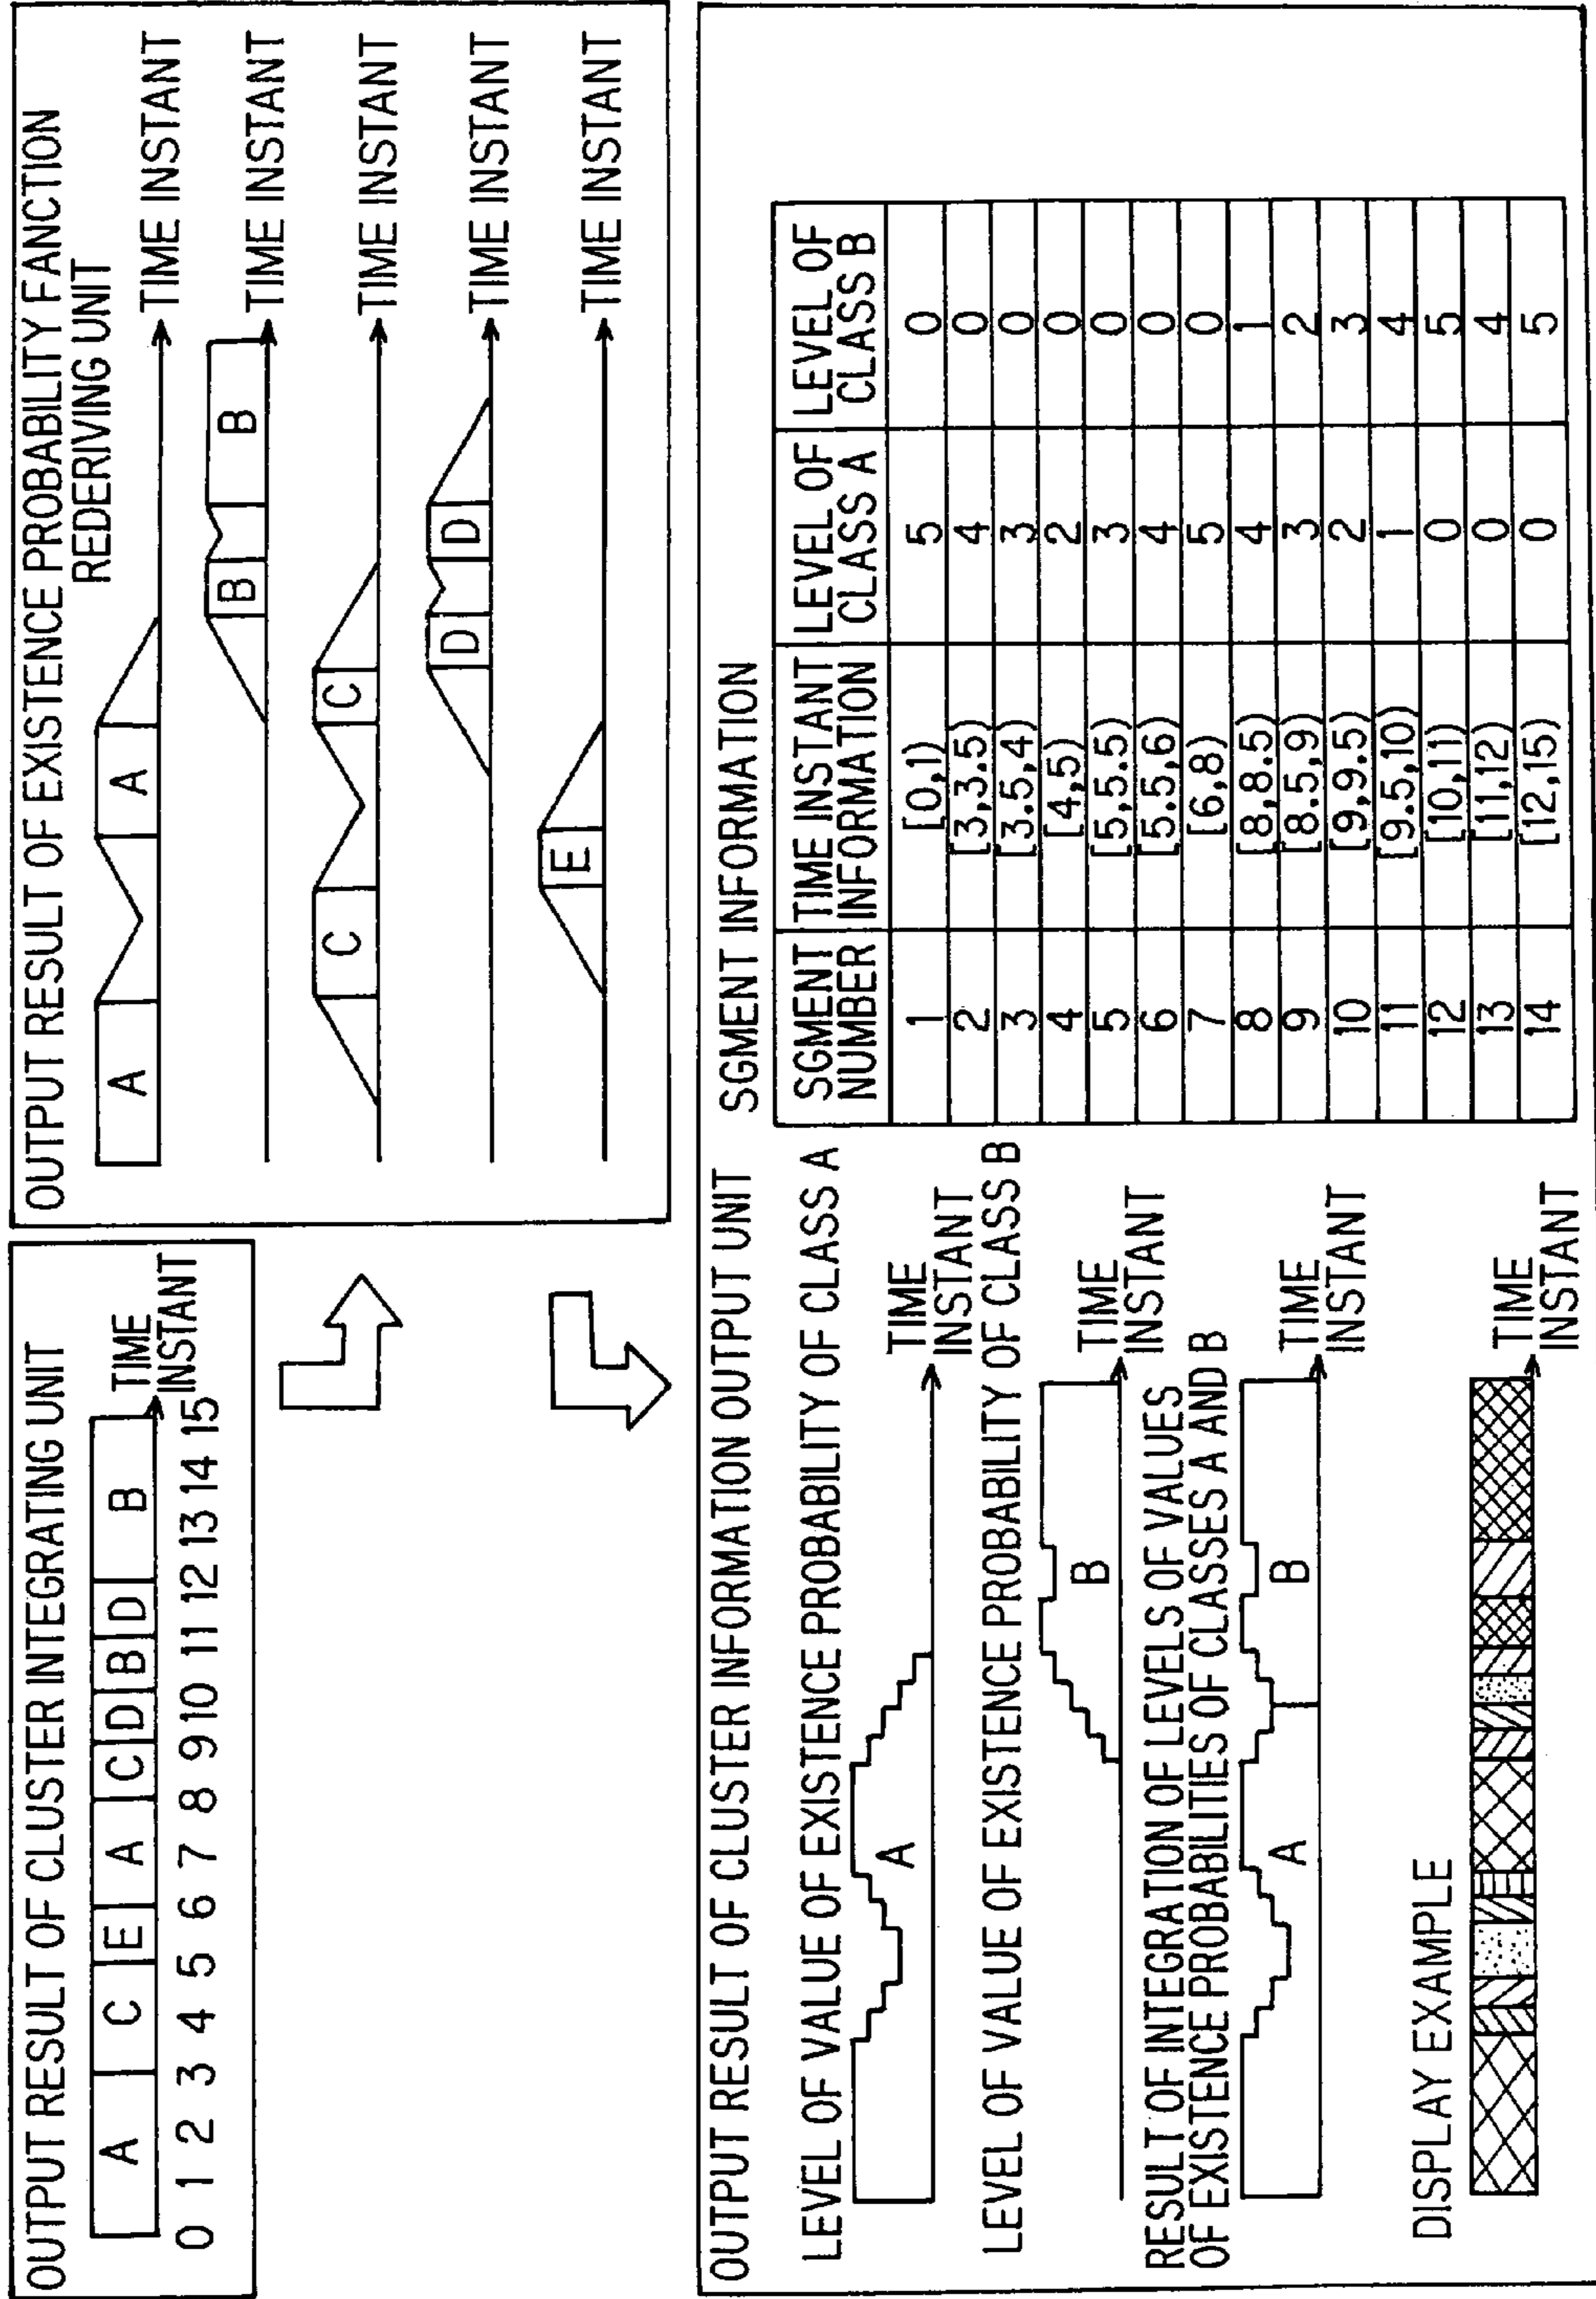 OUTPUT RESULT OF CLUSTER INTEGRATING UNIT
A C E A C D B D B
TIME
INSTANT
0 1 2 3 4 5 6 7 8 9 10 11 12 13 14 15
OUTPUT RESULT OF EXISTENCE PROBABILITY FANCTION
REDERIVING UNIT
A A
TIME INSTANT
B B
TIME INSTANT
C C
TIME INSTANT
D D
TIME INSTANT
E
TIME INSTANT
OUTPUT RESULT OF CLUSTER INFORMATION OUTPUT UNIT
LEVEL OF VALUE OF EXISTENCE PROBABILITY OF CLASS A
A
TIME
INSTANT
LEVEL OF VALUE OF EXISTENCE PROBABILITY OF CLASS B
B
TIME
INSTANT
RESULT OF INTEGRATION OF LEVELS OF VALUES
OF EXISTENCE PROBABILITIES OF CLASSES A AND B
A B
TIME
INSTANT
DISPLAY EXAMPLE
TIME
INSTANT
SGMENT INFORMATION
SGMENT TIME INSTANT LEVEL OF LEVEL OF
NUMBER INFORMATION CLASS A CLASS B
1 [0,1) 5 0
2 [3,3.5) 4 0
3 [3.5,4) 3 0
4 [4,5) 2 0
5 [5,5.5) 3 0
6 [5.5,6) 4 0
7 [6,8) 5 0
8 [8,8.5) 4 1
9 [8.5,9) 3 2
10 [9,9.5) 2 3
11 [9.5,10) 1 4
12 [10,11) 0 5
13 [11,12) 0 4
14 [12,15) 0 5